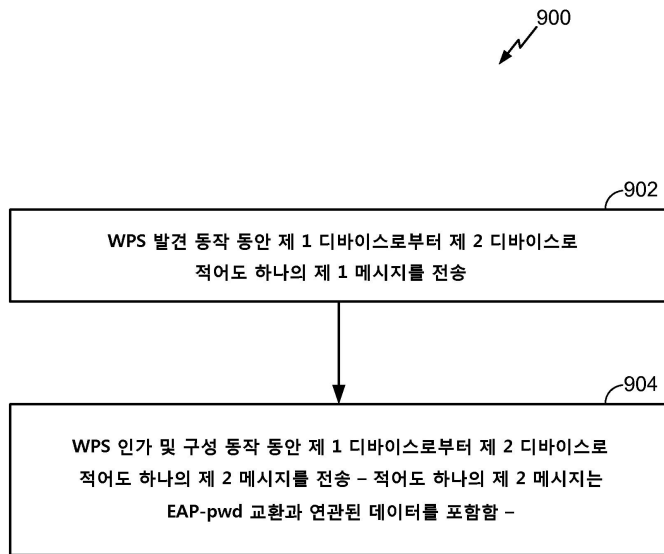 900
902
WPS 발견 동작 동안 제 1 디바이스로부터 제 2 디바이스로
적어도 하나의 제 1 메시지를 전송
904
WPS 인가 및 구성 동작 동안 제 1 디바이스로부터 제 2 디바이스로
적어도 하나의 제 2 메시지를 전송 – 적어도 하나의 제 2 메시지는
EAP-pwd 교환과 연관된 데이터를 포함함 –